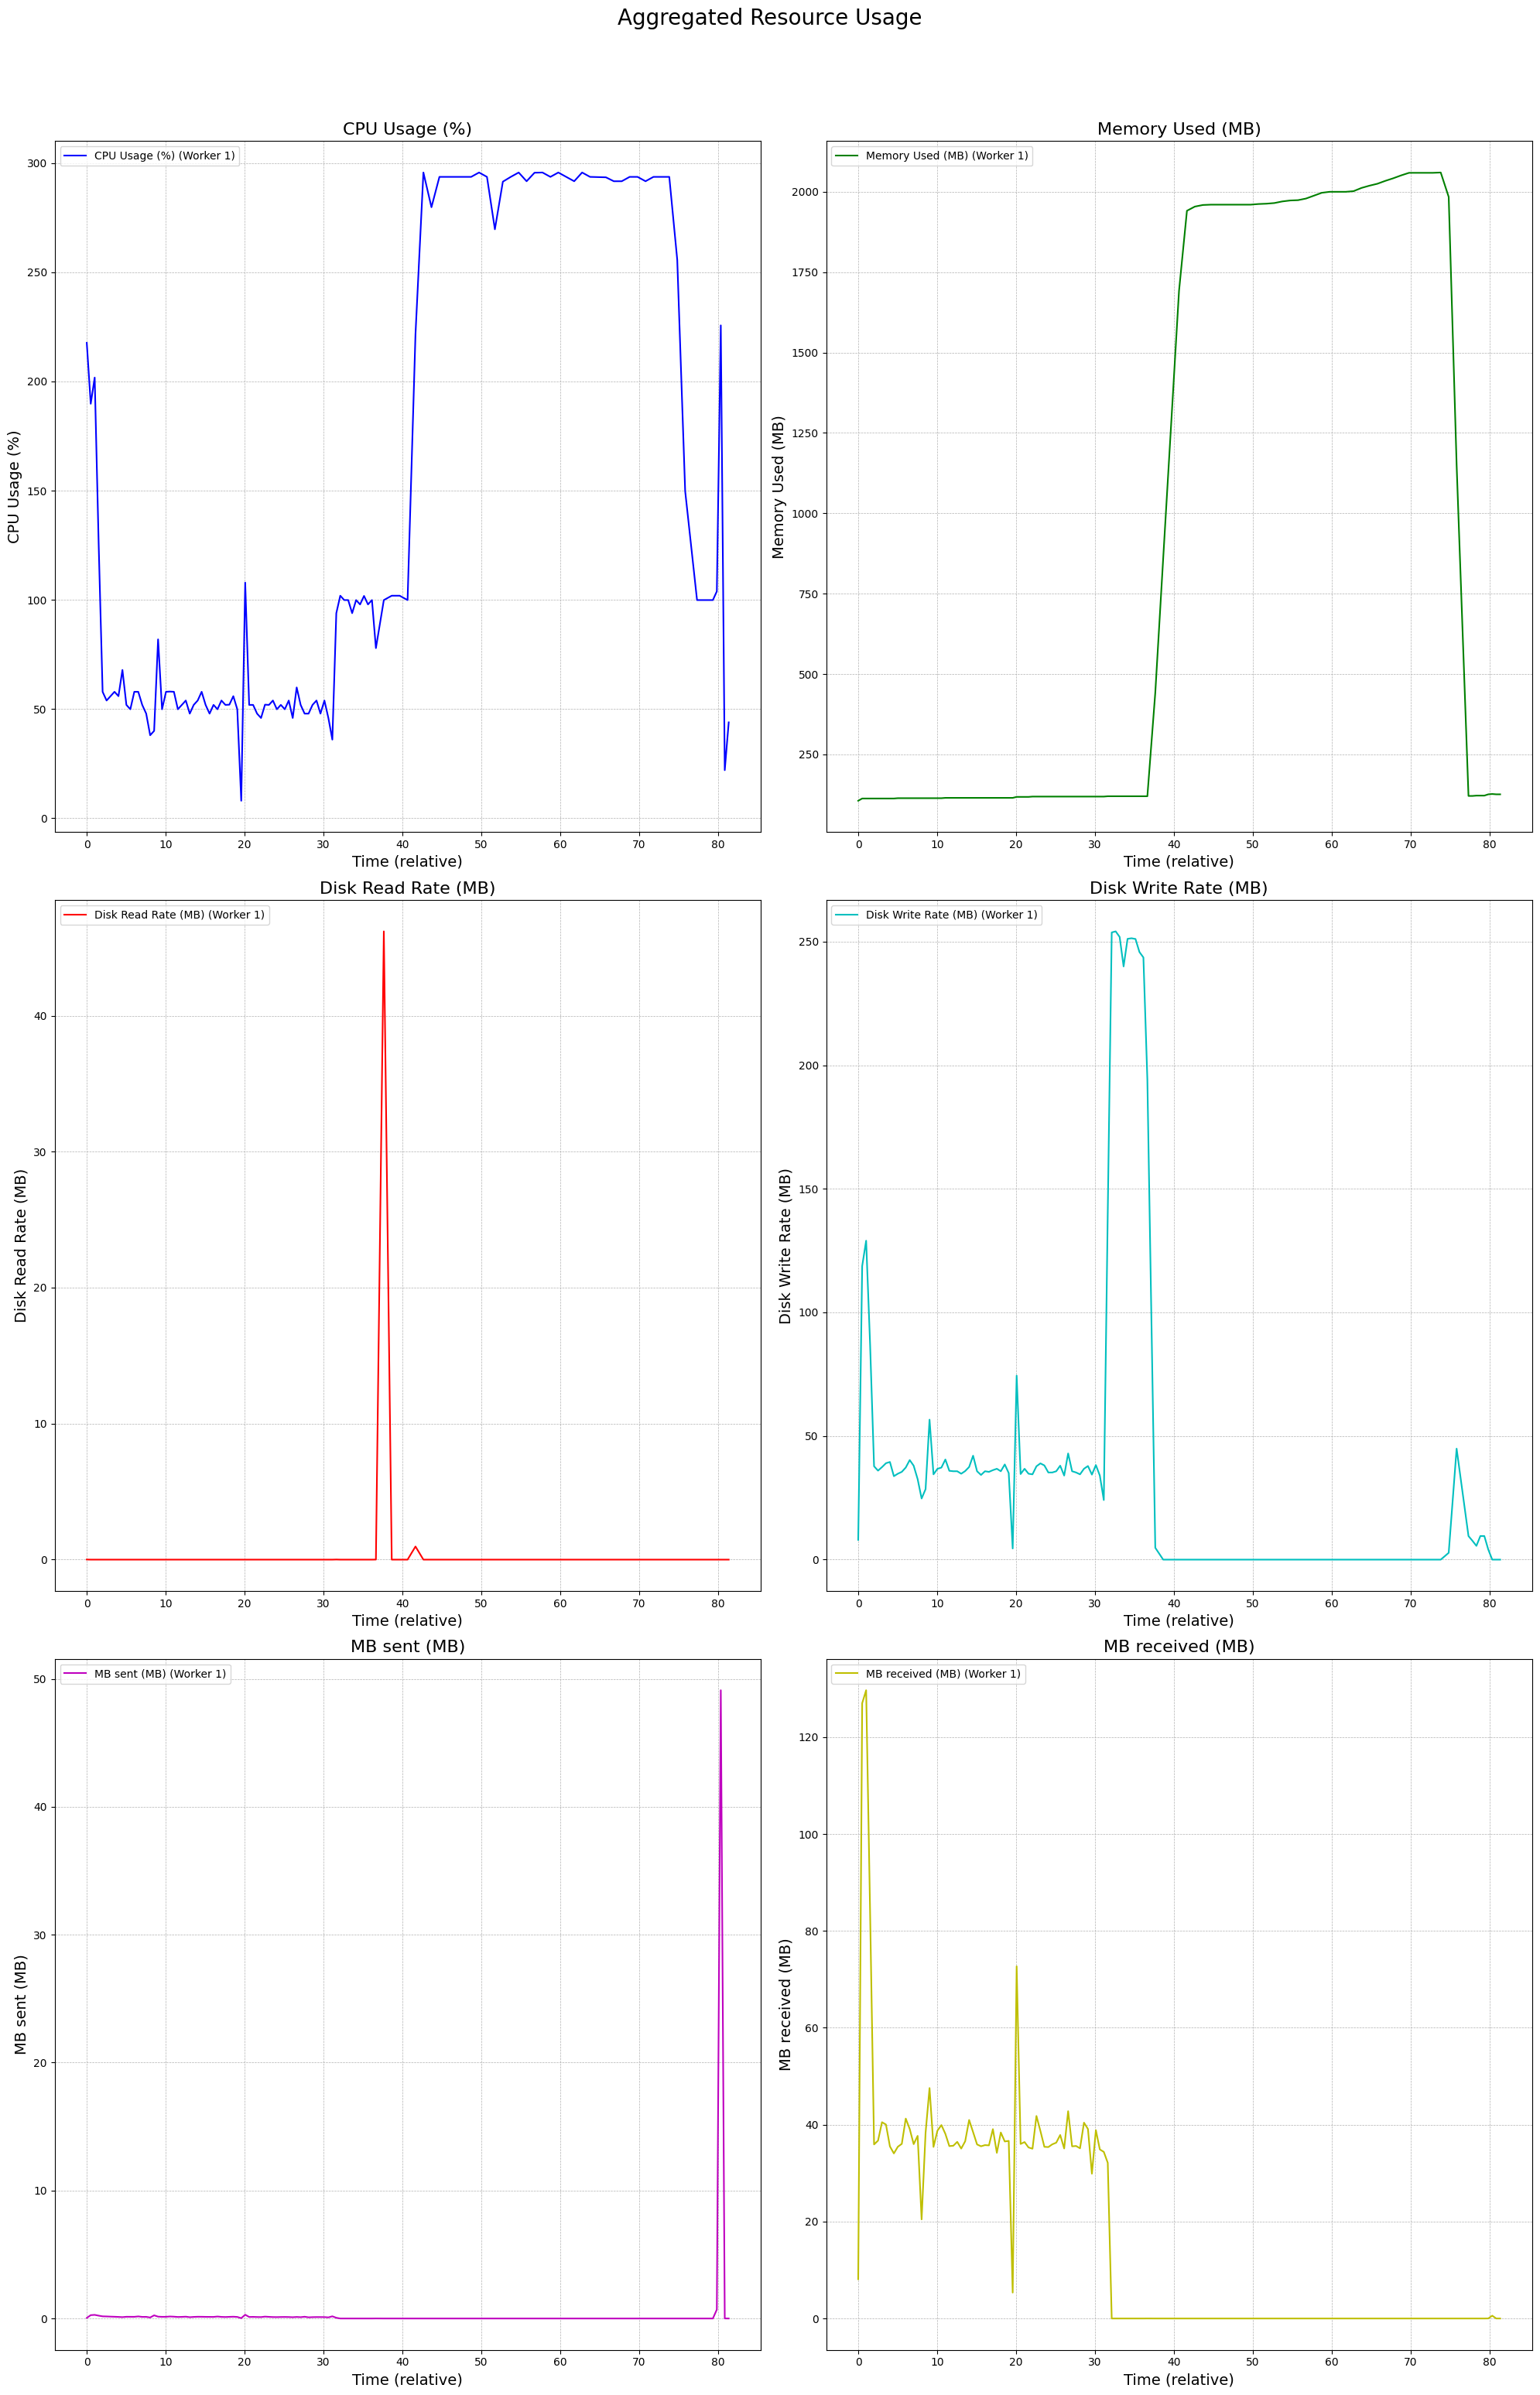 Aggregated Resource Usage
CPU Usage (%)
CPU Usage (%) (Worker 1)
CPU Usage (%)
300
250
200
150
100
50
0
0 10 20 30 40 50 60 70 80
Time (relative)
Memory Used (MB)
Memory Used (MB) (Worker 1)
Memory Used (MB)
2000
1750
1500
1250
1000
750
500
250
0 10 20 30 40 50 60 70 80
Time (relative)
Disk Read Rate (MB)
Disk Read Rate (MB) (Worker 1)
Disk Read Rate (MB)
40
30
20
10
0
0 10 20 30 40 50 60 70 80
Time (relative)
Disk Write Rate (MB)
Disk Write Rate (MB) (Worker 1)
Disk Write Rate (MB)
250
200
150
100
50
0
0 10 20 30 40 50 60 70 80
Time (relative)
MB sent (MB)
MB sent (MB) (Worker 1)
MB sent (MB)
50
40
30
20
10
0
0 10 20 30 40 50 60 70 80
Time (relative)
MB received (MB)
MB received (MB) (Worker 1)
MB received (MB)
120
100
80
60
40
20
0
0 10 20 30 40 50 60 70 80
Time (relative)